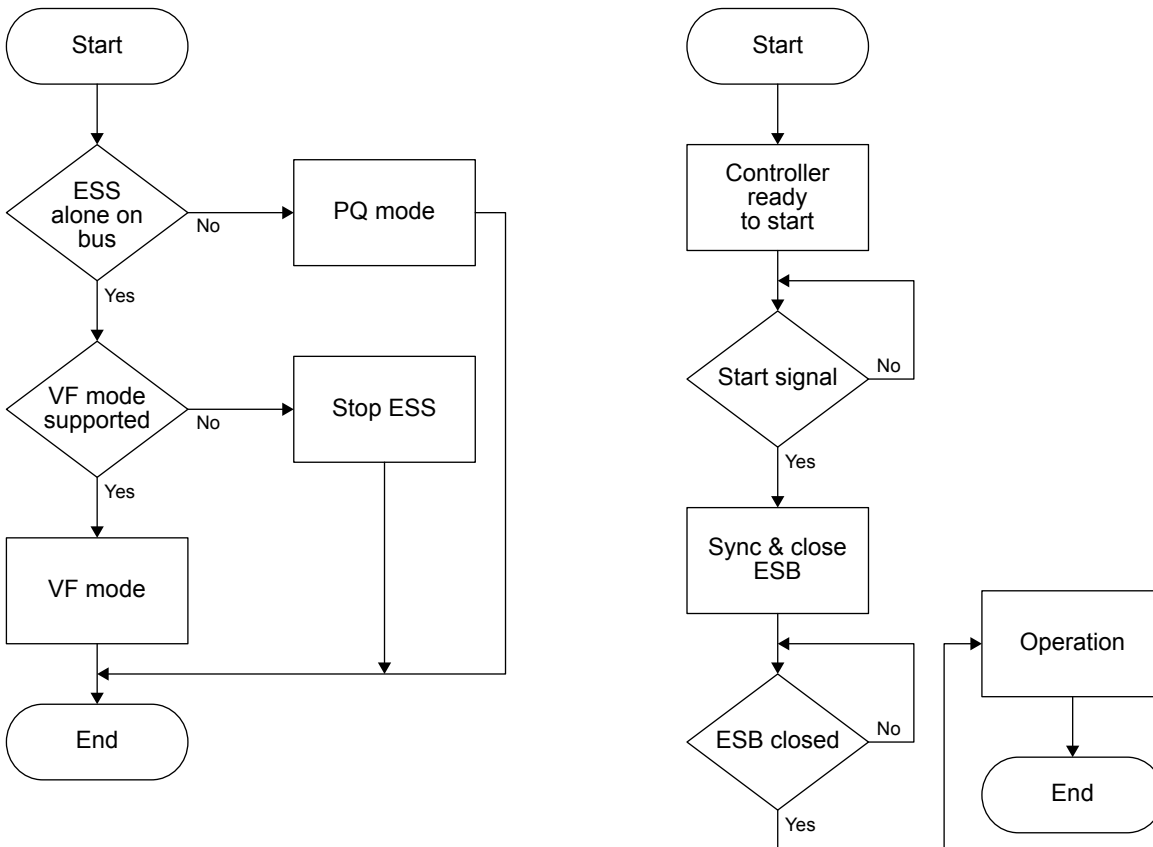 Start
ESS
alone on
bus
No
PQ mode
Yes
VF mode
supported
No
Stop ESS
Yes
VF mode
End
Start
Controller
ready
to start
Start signal
No
Yes
Sync & close
ESB
ESB closed
No
Yes
Operation
End